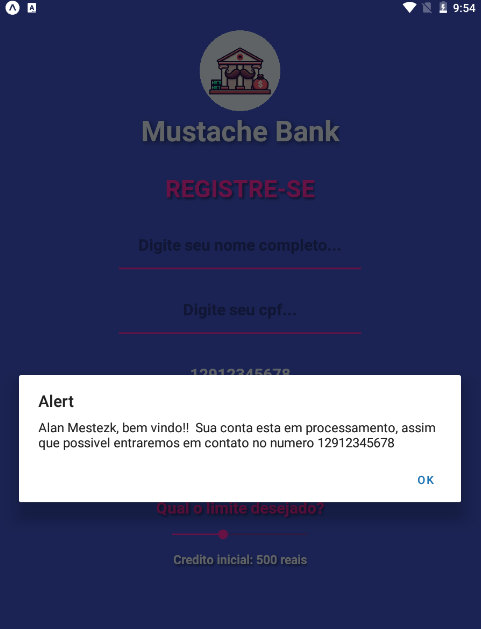 9:54
Mustache Bank
REGISTRE-SE
Digite seu nome completo...
Digite seu cpf...
12912345678
Alert
Alan Mestezk, bem vindo!! Sua conta esta em processamento, assim
que possivel entraremos em contato no numero 12912345678
OK
Qual o limite desejado?
Credito inicial: 500 reais